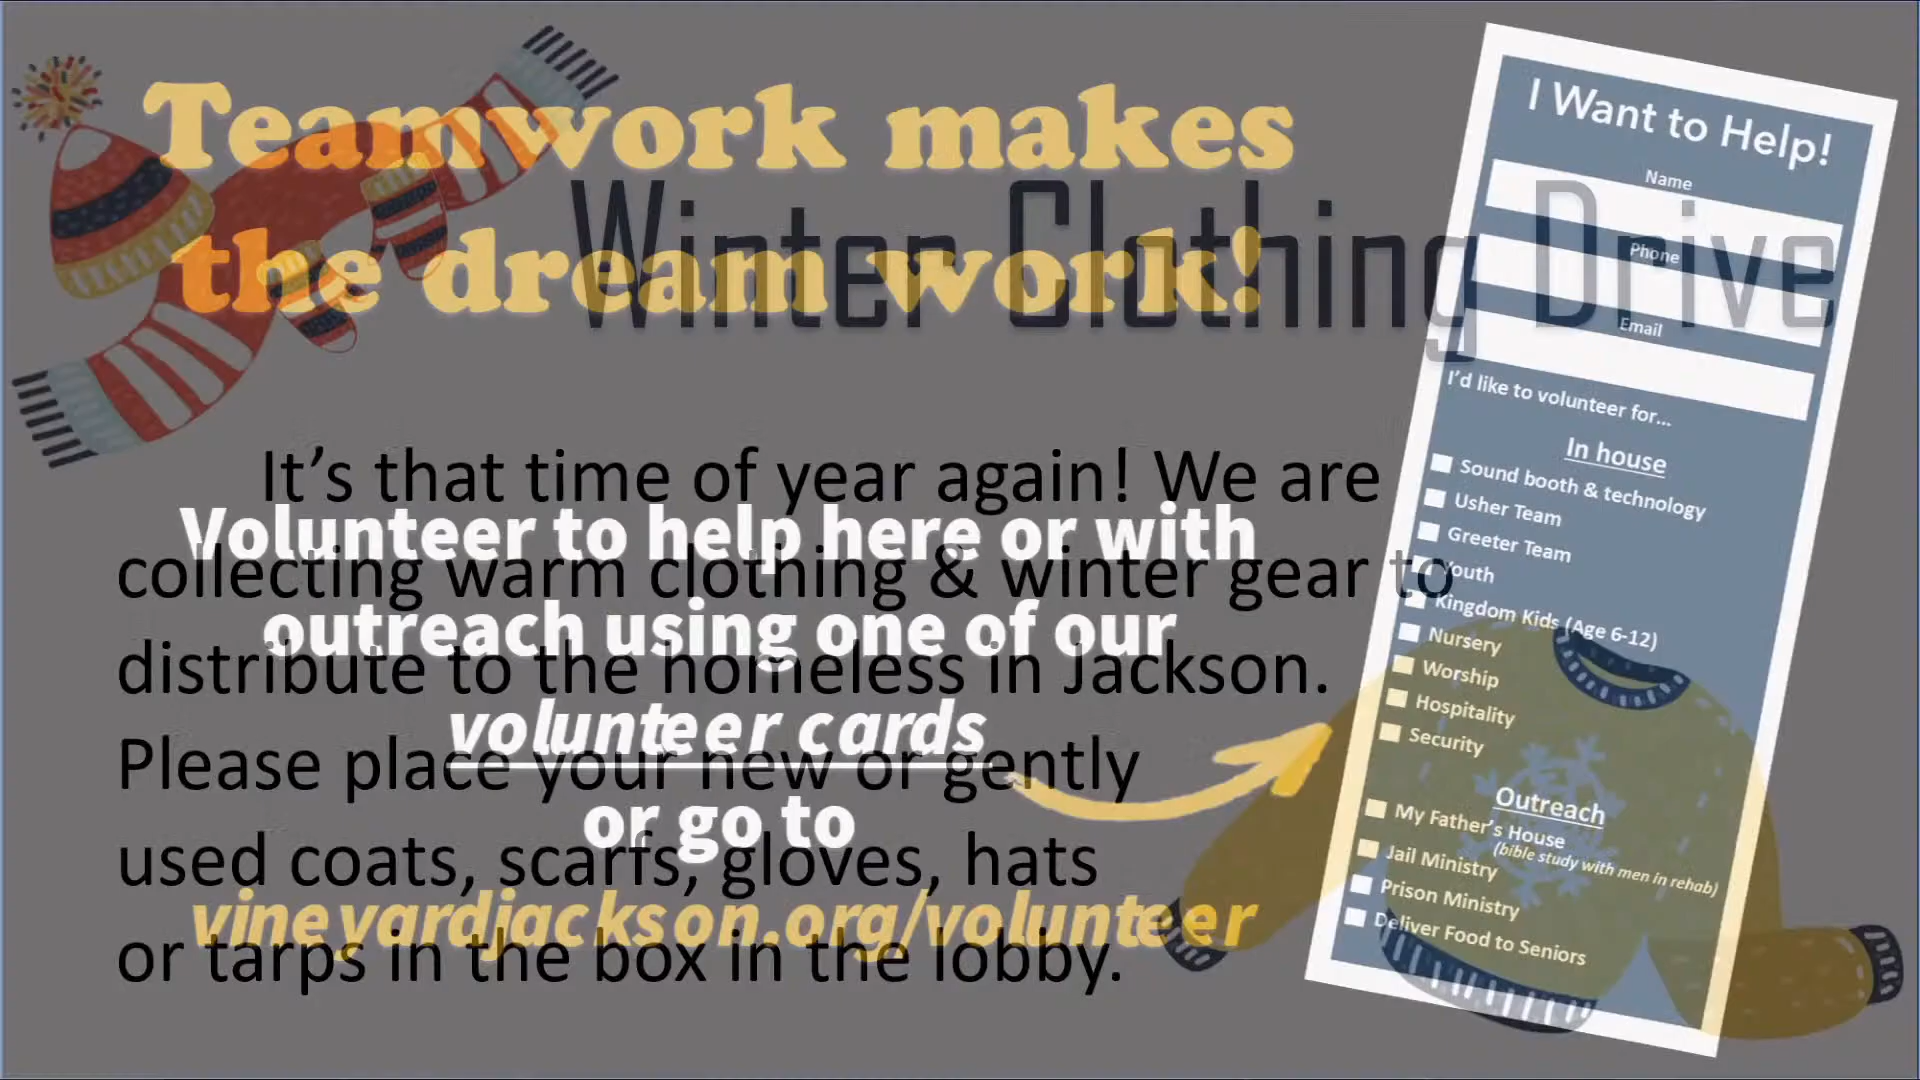 Teamwork makes
the dream work!
Volunteer to help here or with
outreach using one of our
volunteer cards
or go to
vineyardjackson.org/volunteer
Winter Clothing Drive
It’s that time of year again! We are
collecting warm clothing & winter gear to
distribute to the homeless in Jackson.
Please place your new or gently
used coats, scarfs, gloves, hats
or tarps in the box in the lobby.
I Want to Help!
Name
Phone
Email
I’d like to volunteer for...
In house
Sound booth & technology
Usher Team
Greeter Team
Youth
Kingdom Kids (Age 6-12)
Nursery
Worship
Hospitality
Security
Outreach
My Father’s House
(bible study with men in rehab)
Jail Ministry
Prison Ministry
Deliver Food to Seniors